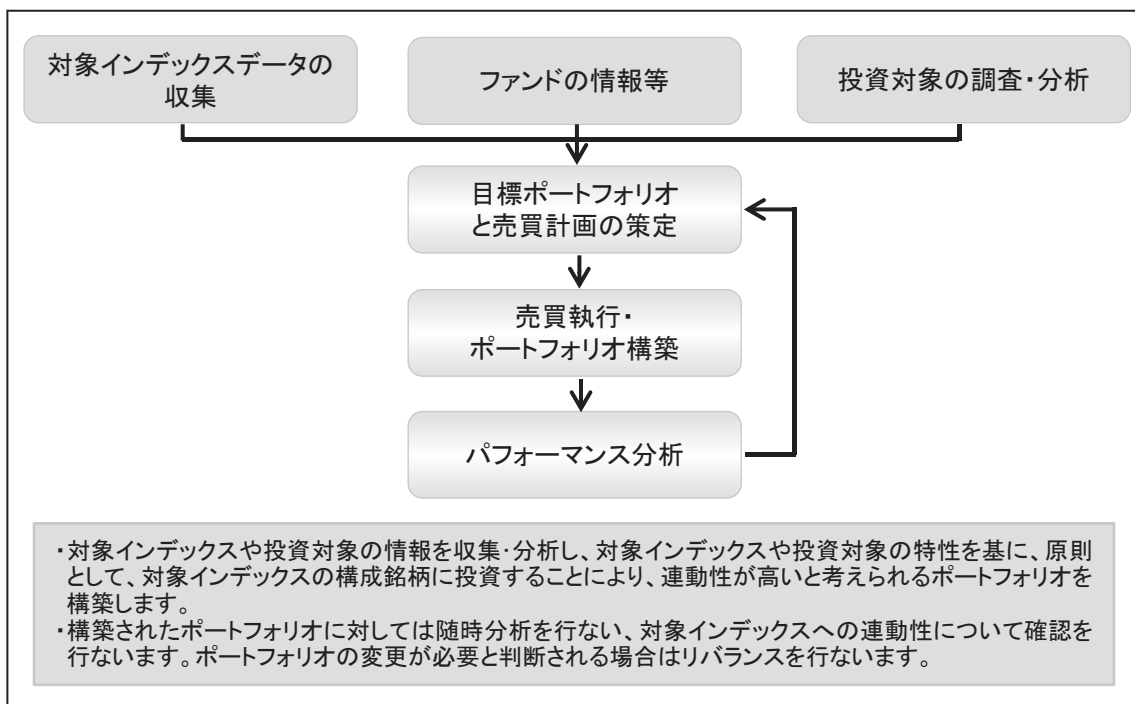 対象インデックスデータの
収集
ファンドの情報等
投資対象の調査・分析
目標ポートフォリオ
と売買計画の策定
売買執行・
ポートフォリオ構築
パフォーマンス分析
・対象インデックスや投資対象の情報を収集・分析し、対象インデックスや投資対象の特性を基に、原則
として、対象インデックスの構成銘柄に投資することにより、連動性が高いと考えられるポートフォリオを
構築します。
・構築されたポートフォリオに対しては随時分析を行ない、対象インデックスへの連動性について確認を
行ないます。ポートフォリオの変更が必要と判断される場合はリバランスを行ないます。